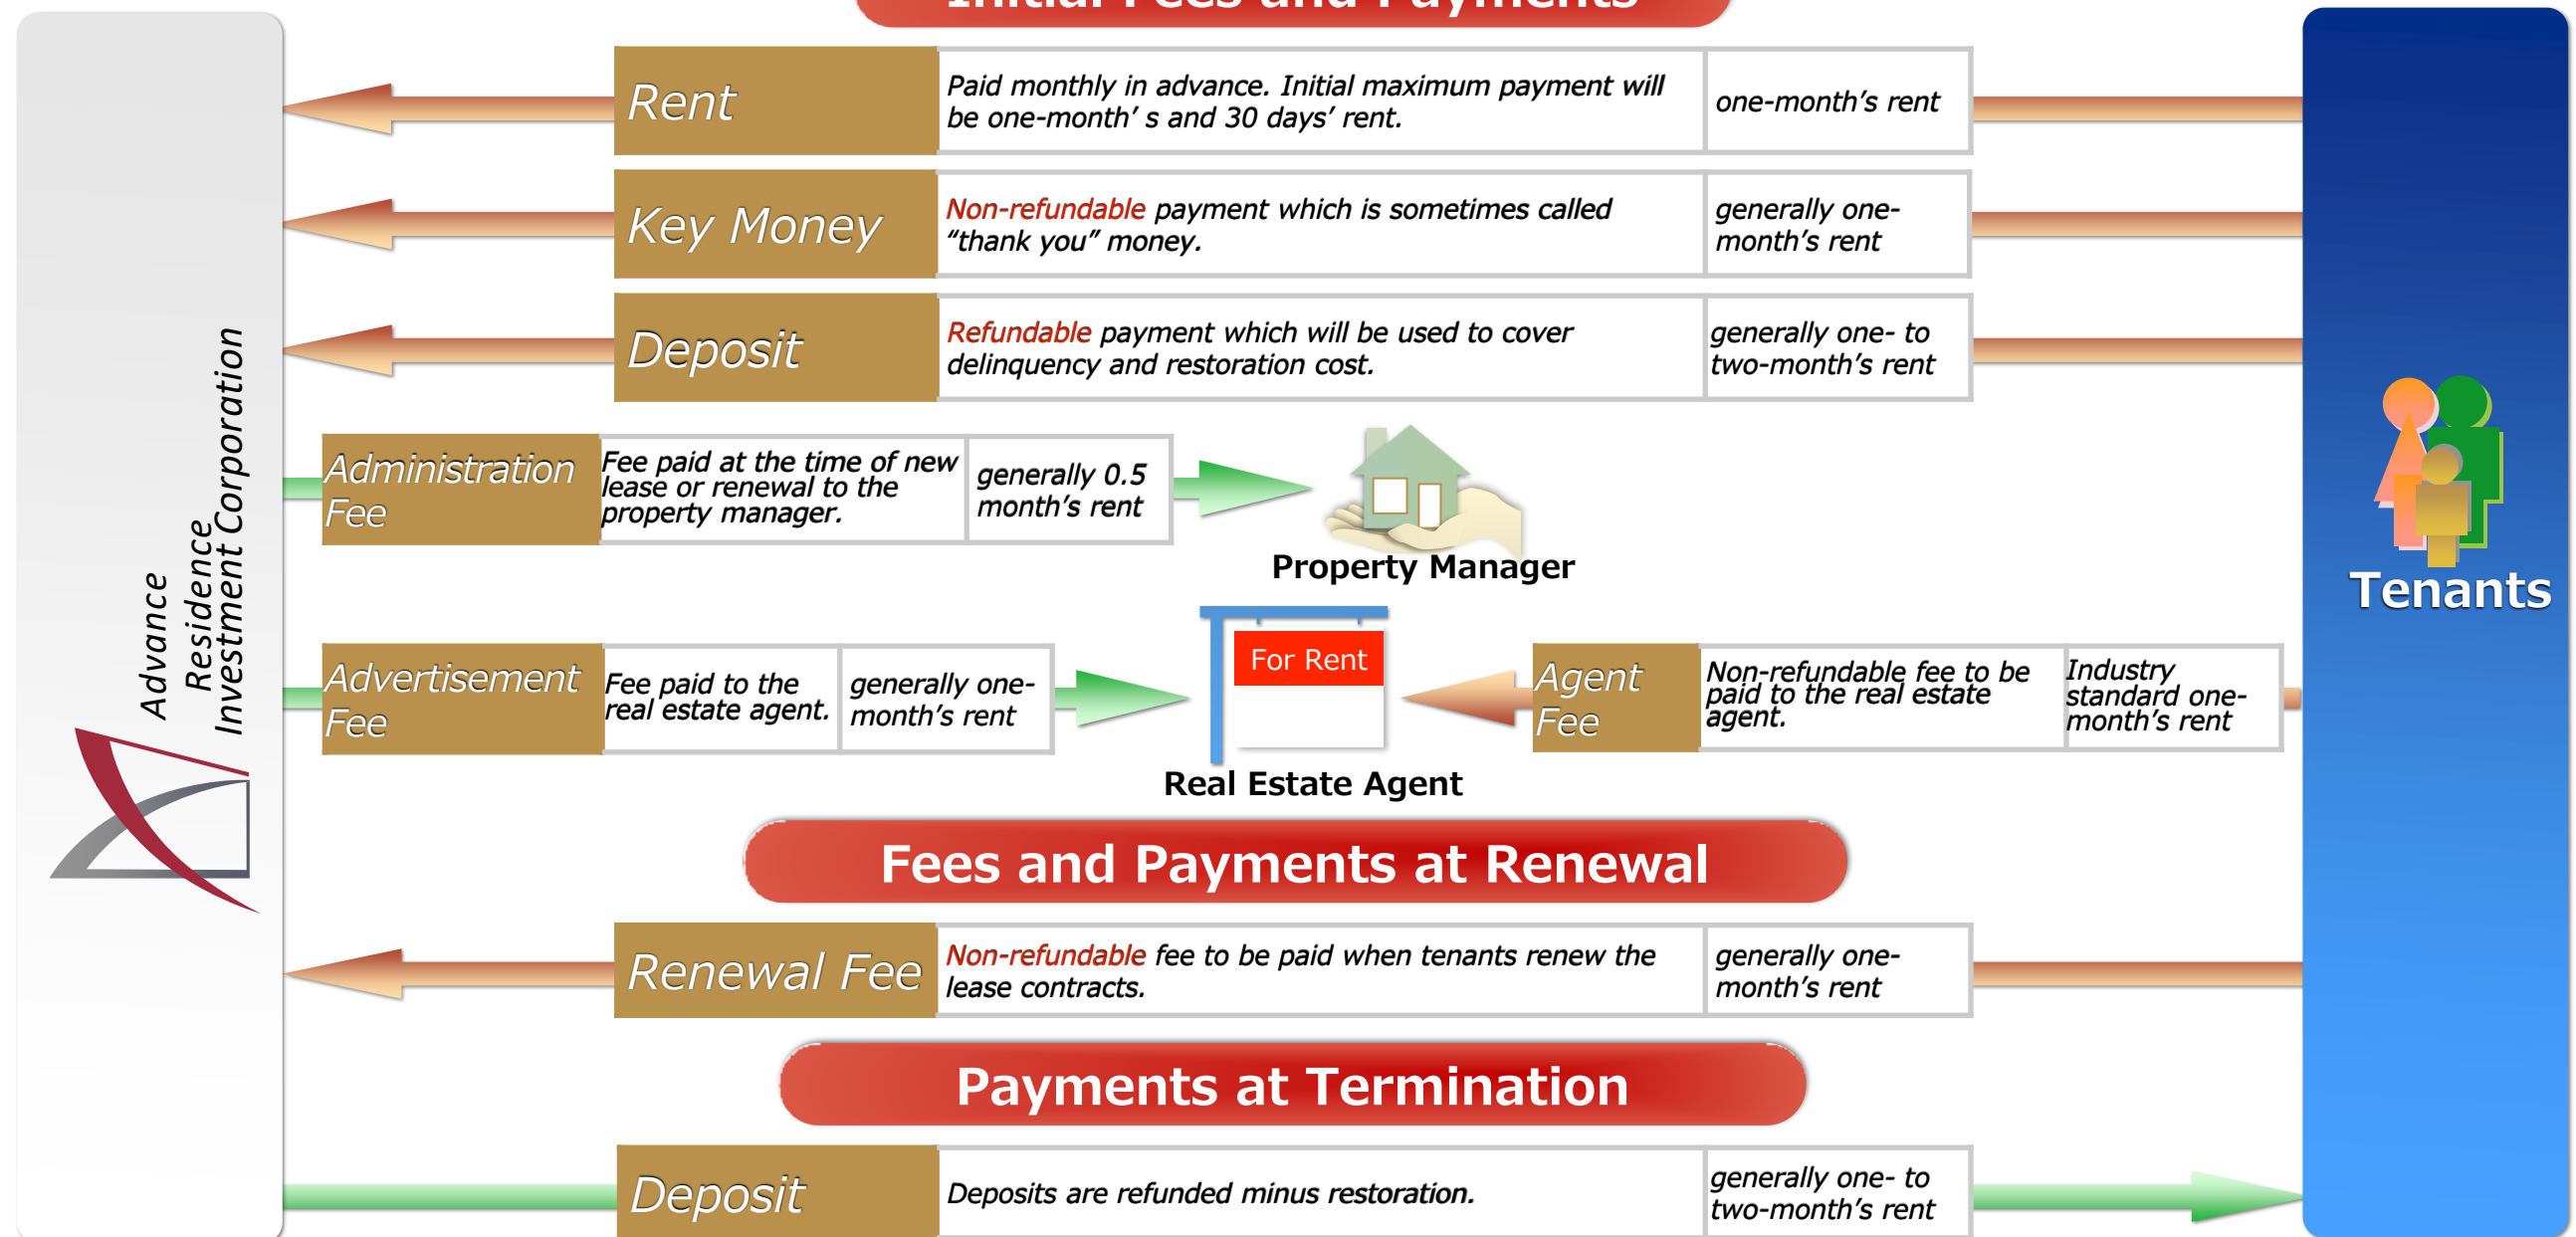 Initial Fees and Payments
Rent
Paid monthly in advance. Initial maximum payment will
be one-month’ s and 30 days’ rent.
one-month’s rent
Key Money
Non-refundable payment which is sometimes called
“thank you” money.
generally one-
month’s rent
Deposit
Refundable payment which will be used to cover
delinquency and restoration cost.
generally one- to
two-month’s rent
Advance
Residence
Investment Corporation
Administration
Fee
Fee paid at the time of new
lease or renewal to the
property manager.
generally 0.5
month’s rent
Property Manager
Tenants
Advertisement
Fee
Fee paid to the
real estate agent.
generally one-
month’s rent
For Rent
Real Estate Agent
Agent
Fee
Non-refundable fee to be
paid to the real estate
agent.
Industry
standard one-
month’s rent
Fees and Payments at Renewal
Renewal Fee
Non-refundable fee to be paid when tenants renew the
lease contracts.
generally one-
month’s rent
Payments at Termination
Deposit
Deposits are refunded minus restoration.
generally one- to
two-month’s rent